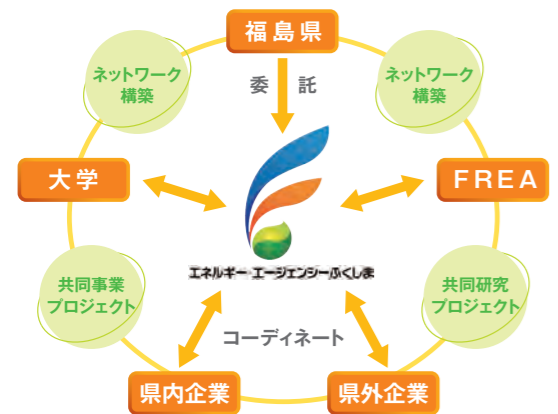 福島県
ネットワーク
構築
ネットワーク
構築
委託
大学
FREA
エネルギー・エージェンシーふくしま
共同事業
プロジェクト
共同研究
プロジェクト
コーディネート
県内企業
県外企業